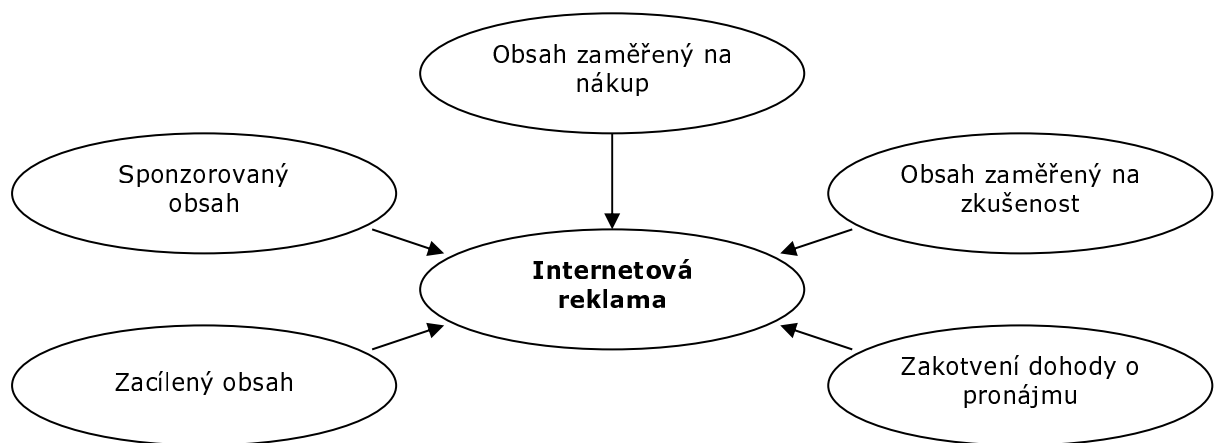 Obsah zaměřený na
nákup
Sponzorovaný
obsah
Obsah zaměřený na
zkušenost
Internetová
reklama
Zacílený obsah
Zakotvení dohody o
pronájmu